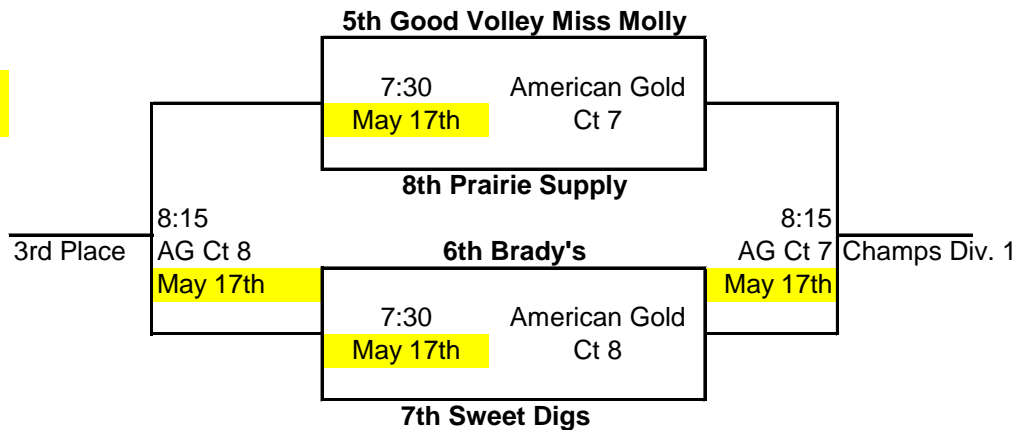 5th Good Volley Miss Molly
7:30 American Gold
May 17th Ct 7
8th Prairie Supply
8:15 8:15
3rd Place AG Ct 8 6th Brady's AG Ct 7 Champs Div. 1
May 17th May 17th
7:30 American Gold
May 17th Ct 8
7th Sweet Digs